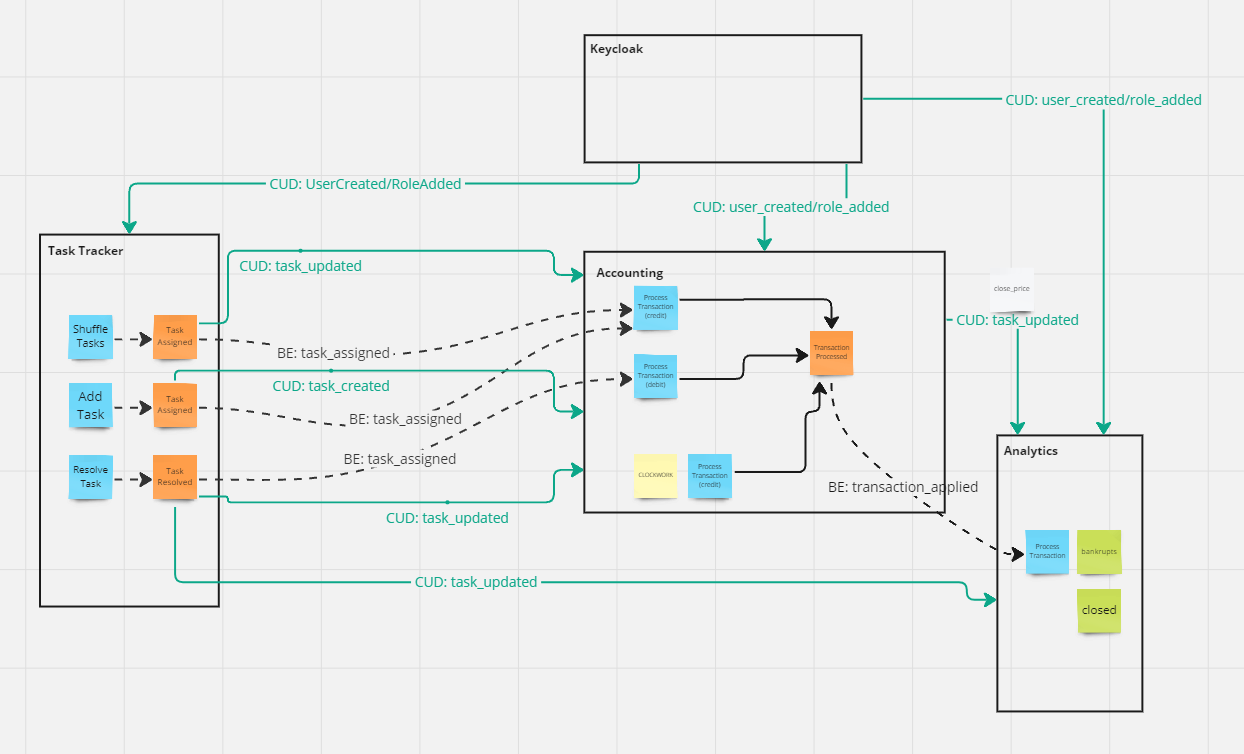 Keycloak
CUD: user_created/role_added
CUD: UserCreated/RoleAdded
CUD: user_created/role_added
Task Tracker
CUD: task_updated
Shuffle
Tasks
Task
Assigned
BE: task_assigned
CUD: task_created
Add
Task
Task
Assigned
BE: task_assigned
BE: task_assigned
Resolve
Task
Task
Resolved
CUD: task_updated
CUD: task_updated
Accounting
Process
Transaction
(credit)
Process
Transaction
(debit)
Transaction
Processed
CLOCKWORK
Process
Transaction
(credit)
BE: transaction_applied
close_price
CUD: task_updated
Analytics
Process
Transaction
bankrupts
closed